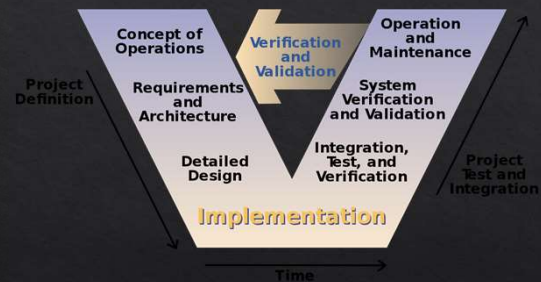 Concept of
Operations
Verification
and
Validation
Operation
and
Maintenance
Project
Definition
Requirements
and
Architecture
System
Verification
and Validation
Detailed
Design
Integration,
Test, and
Verification
Project
Test and
Integration
Implementation
Time